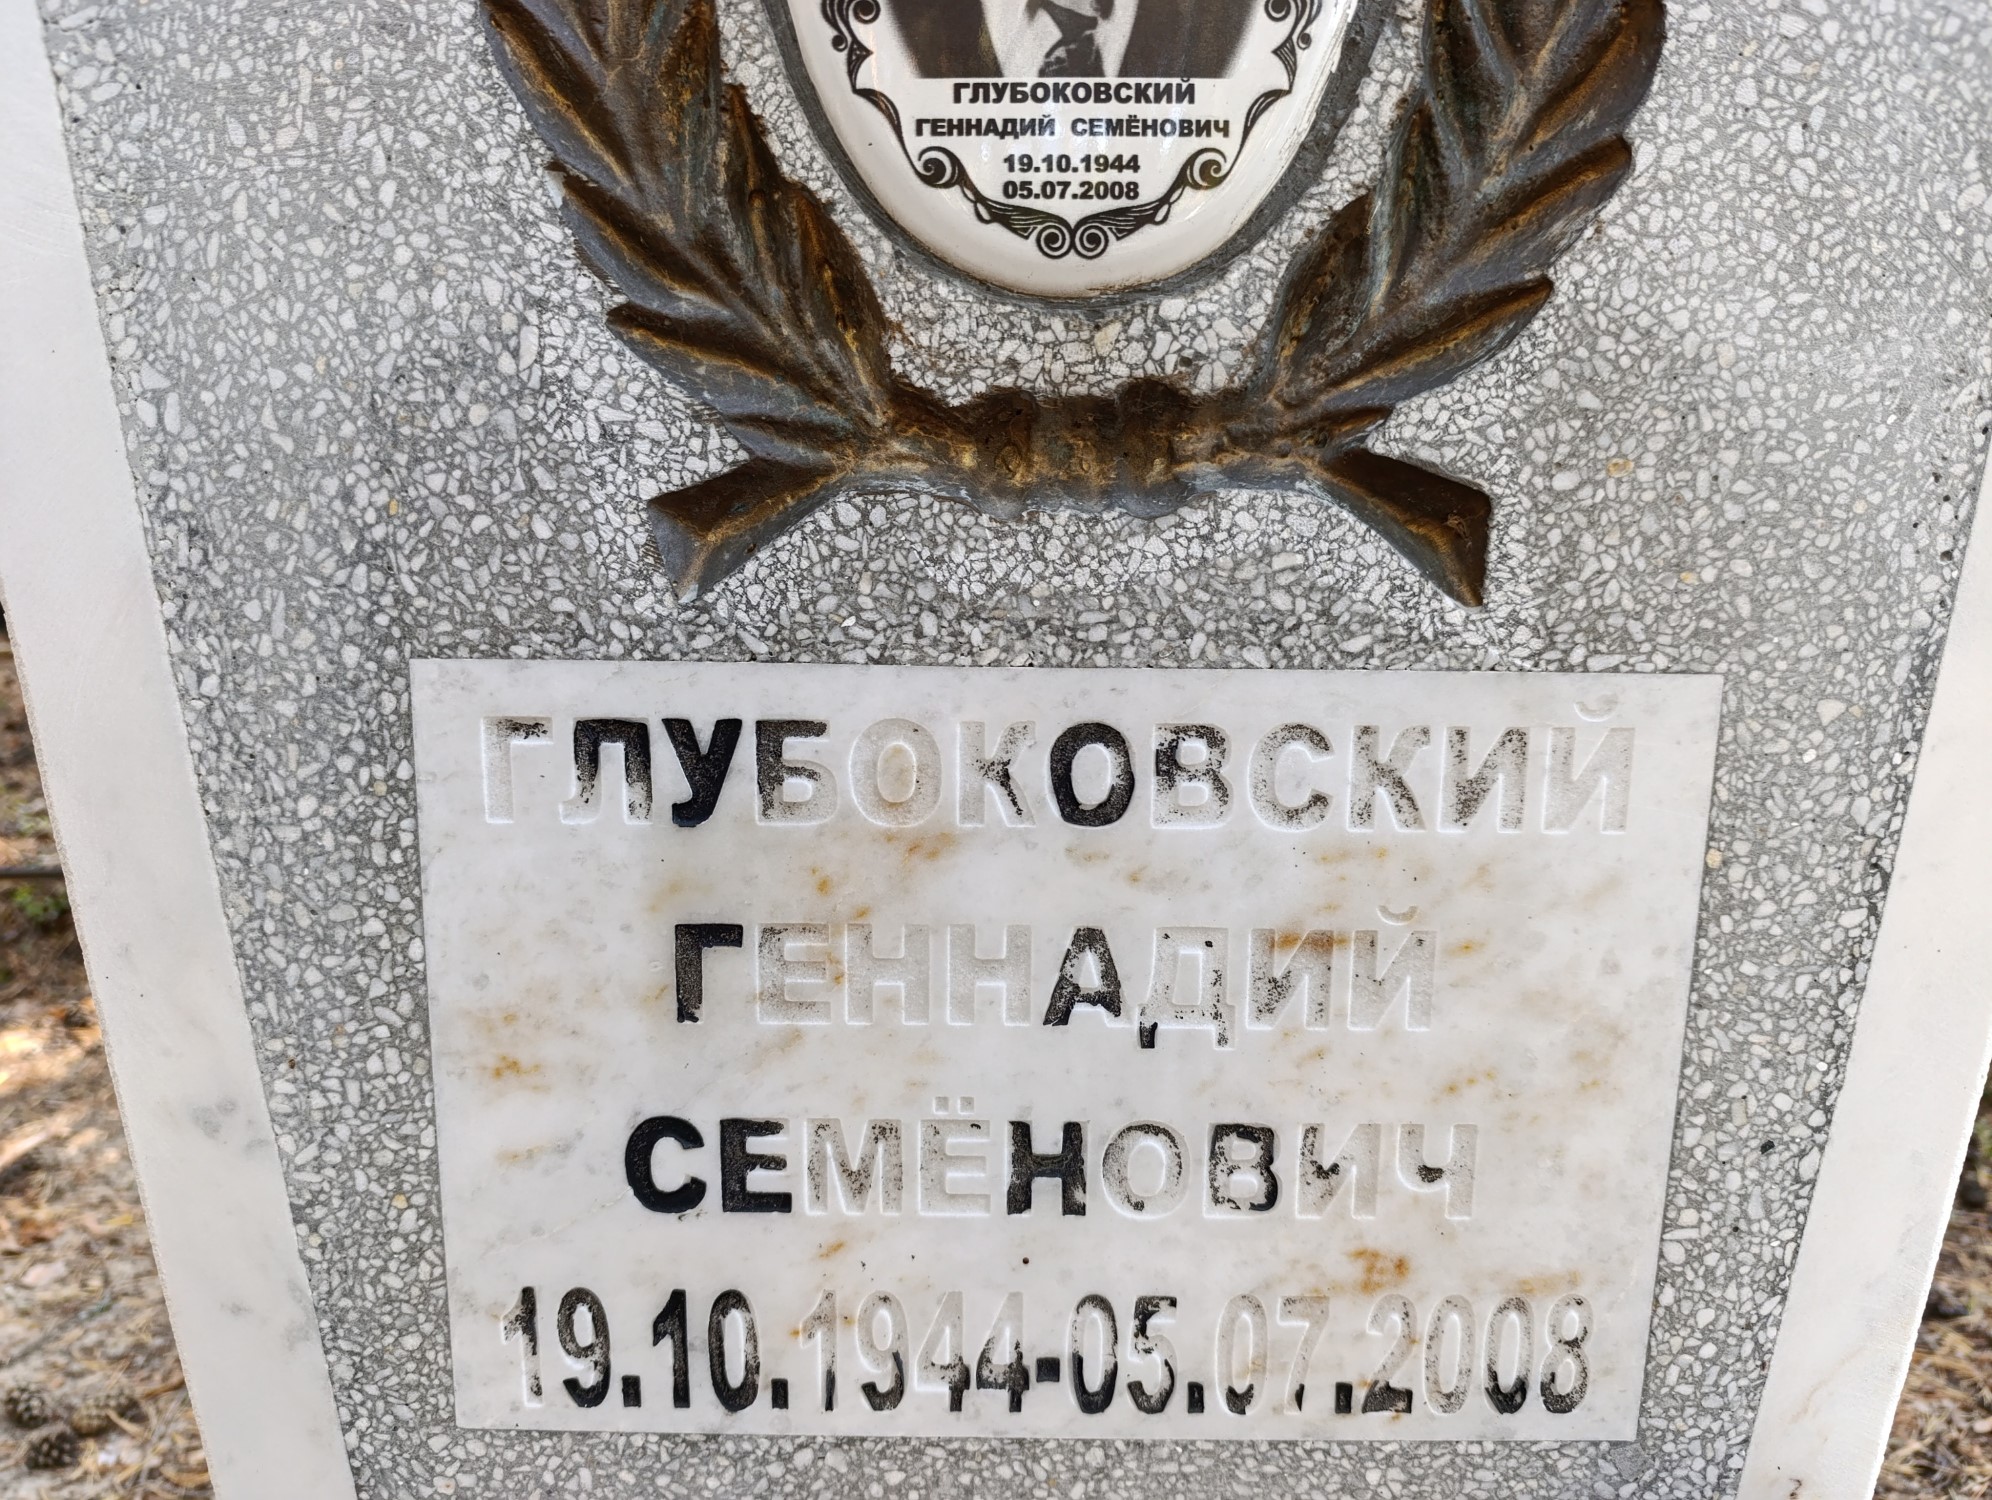 ГЛУБОКОВСКИЙ
ГЕННАДИЙ СЕМЁНОВИЧ
19.10.1944
05.07.2008
ГЛУБОКОВСКИЙ
ГЕННАДИЙ
СЕМЁНОВИЧ
19.10.1944-05.07.2008